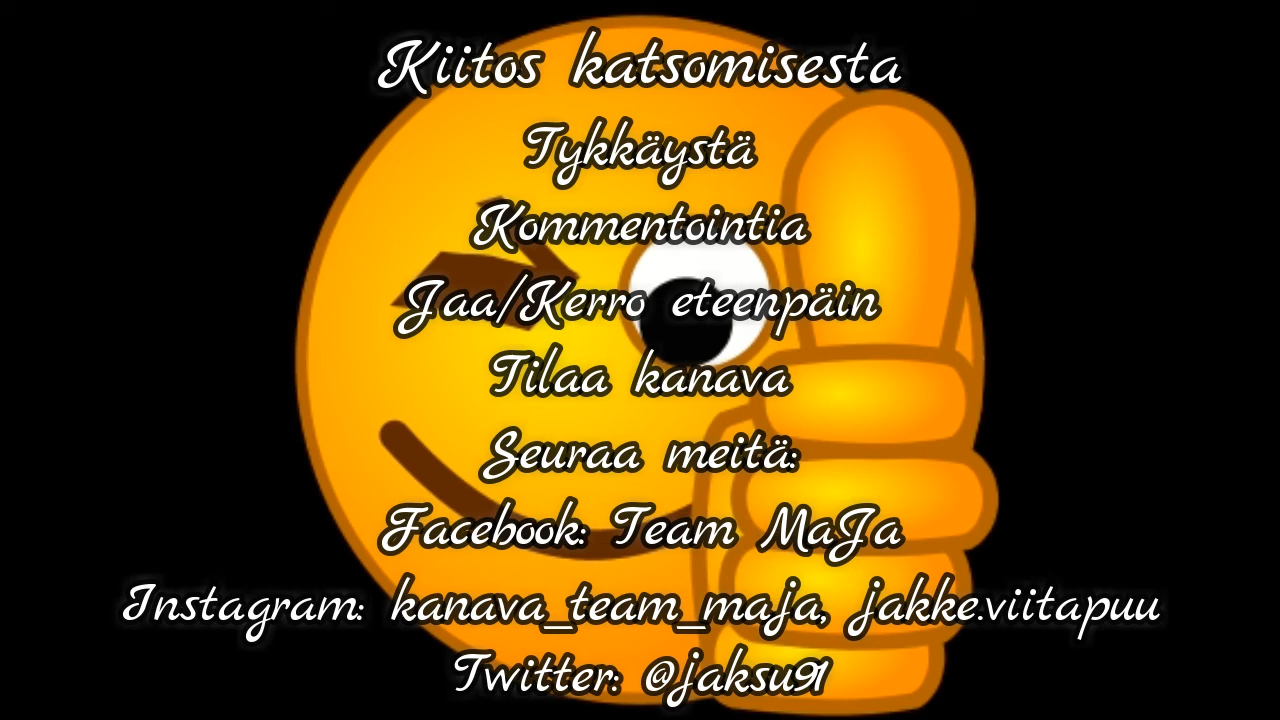 Kiitos katsomisesta
Tykkäystä
Kommentointia
Jaa/Kerro eteenpäin
Tilaa kanava
Seuraa meitä:
Facebook: Team MaJa
Instagram: kanava_team_maja, jakke.viitapuu
Twitter: @jaksu91